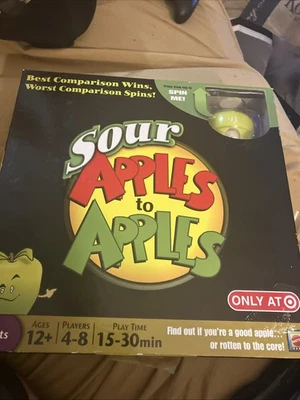 Best Comparison Wins,
Worst Comparison Spins!
SPIN
ME!
Sour
APPLES
to
APPLES
ONLY AT
ts
AGES
12+
PLAYERS
4-8
PLAY TIME
15-30min
Find out if you're a good apple...
or rotten to the core!